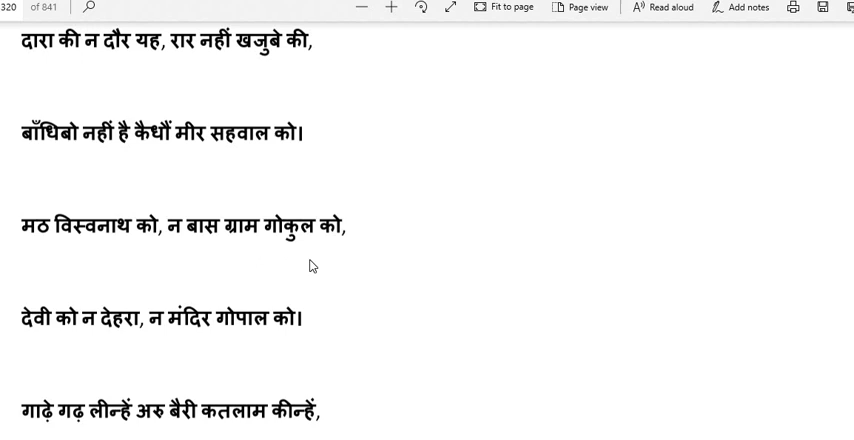 320 of 841 Fit to page Page view Read aloud Add notes
दारा की न दौर यह, रार नहीं खजुबे की,
बाँधिबो नहीं है कैधौं मीर सहवाल को।
मठ विस्वनाथ को, न बास ग्राम गोकुल को,
देवी को न देहरा, न मंदिर गोपाल को।
गाढ़े गढ़ लीन्हें अरु बैरी कतलाम कीन्हें,